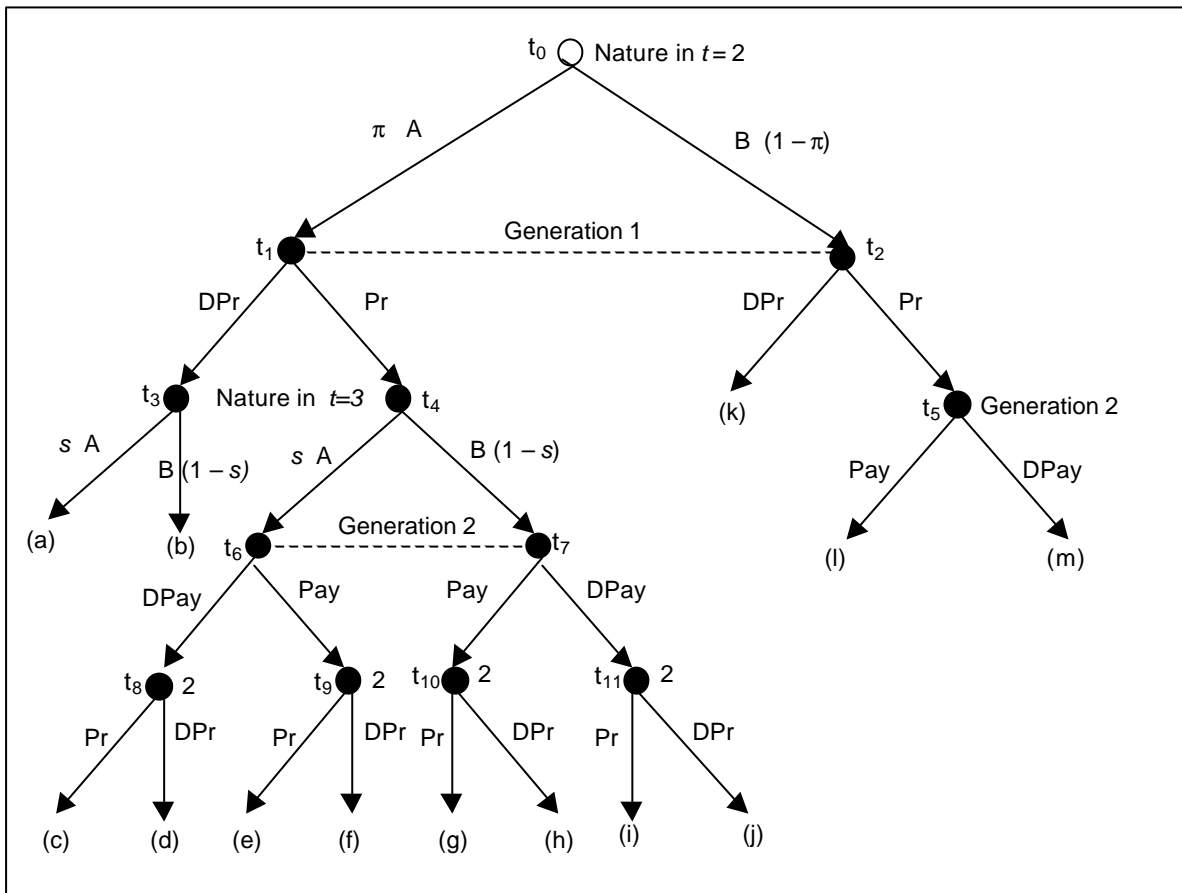 t0 Nature in t = 2
π A B (1 – π)
Generation 1
t1 t2
DPr Pr DPr Pr
t3 Nature in t=3 t4 (k) t5 Generation 2
s A B (1 – s) s A B (1 – s) Pay DPay
(a) (b) t6 Generation 2 t7 (l) (m)
DPay Pay Pay DPay
t8 2 t9 2 t10 2 t11 2
Pr DPr Pr DPr Pr DPr Pr DPr
(c) (d) (e) (f) (g) (h) (i) (j)